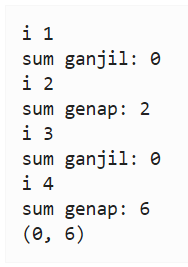 i 1
sum ganjil: 0
i 2
sum genap: 2
i 3
sum ganjil: 0
i 4
sum genap: 6
(0, 6)